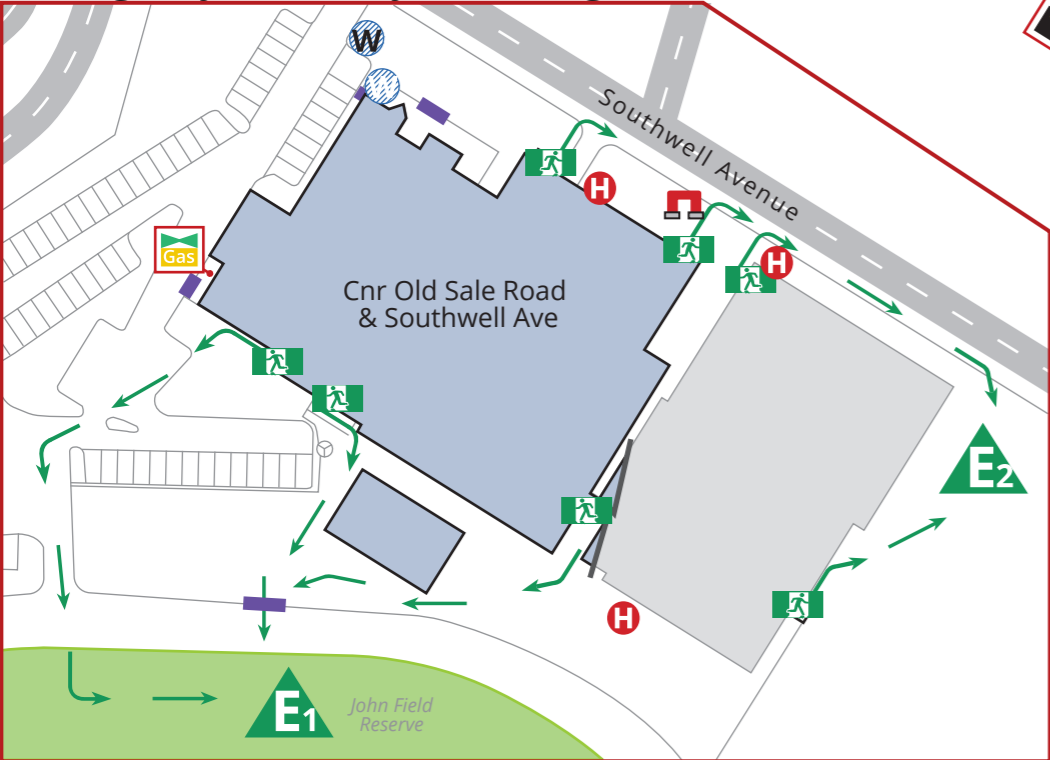 W
W
Southwell Avenue
H
H
Gas
Cnr Old Sale Road
& Southwell Ave
E2
H
E1
John Field
Reserve